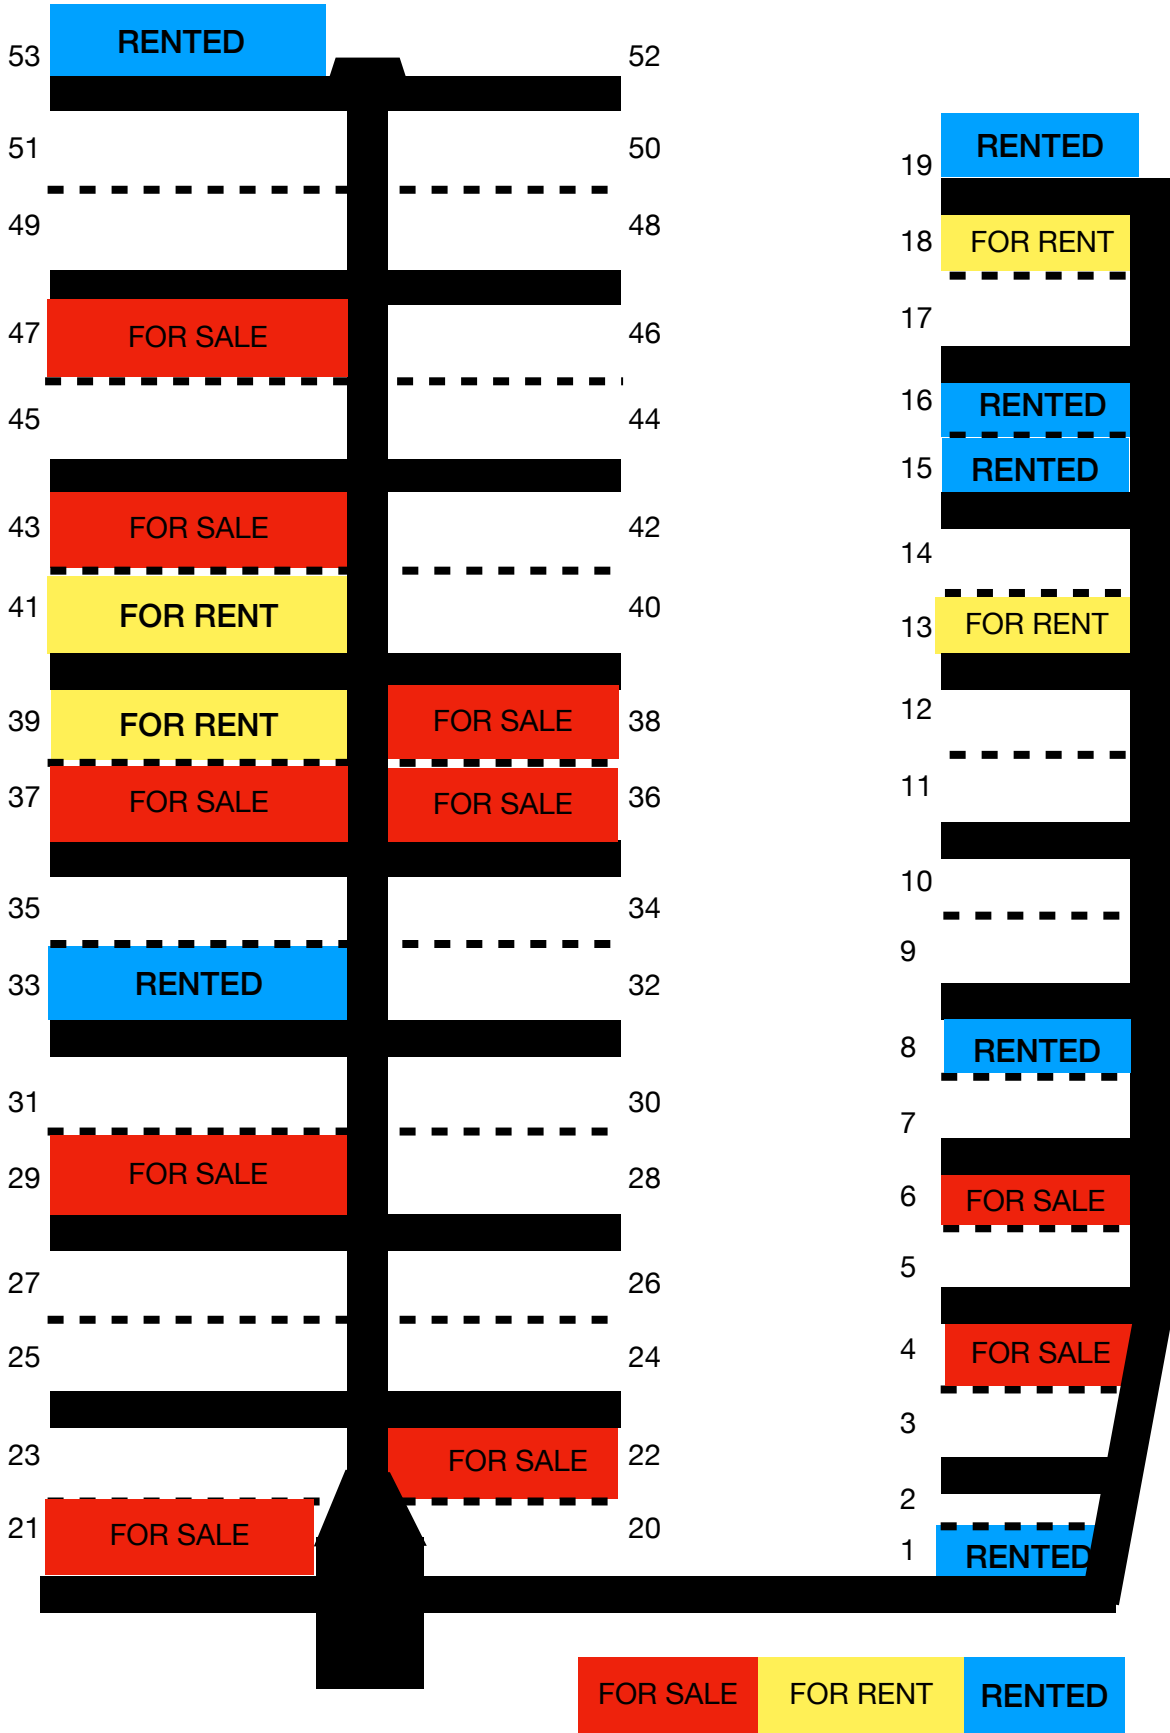 53 RENTED 52
51 50
49 48
47 FOR SALE 46
45 44
43 FOR SALE 42
41 FOR RENT 40
39 FOR RENT FOR SALE 38
37 FOR SALE FOR SALE 36
35 34
33 RENTED 32
31 30
29 FOR SALE 28
27 26
25 24
23 FOR SALE 22
21 FOR SALE 20
19 RENTED
18 FOR RENT
17
16 RENTED
15 RENTED
14
13 FOR RENT
12
11
10
9
8 RENTED
7
6 FOR SALE
5
4 FOR SALE
3
2
1 RENTED
FOR SALE FOR RENT RENTED